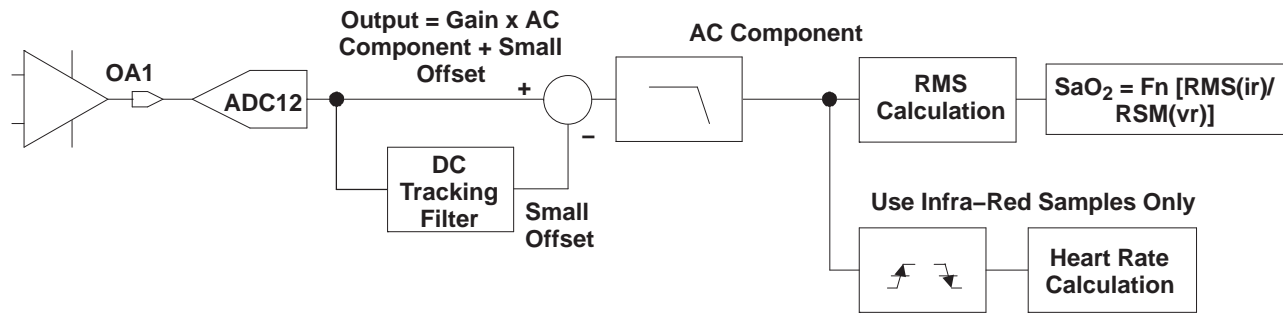 Output = Gain x AC
Component + Small
Offset
AC Component
OA1
ADC12
+
−
RMS
Calculation
SaO2 = Fn [RMS(ir)/
RSM(vr)]
DC
Tracking
Filter
Small
Offset
Use Infra−Red Samples Only
Heart Rate
Calculation